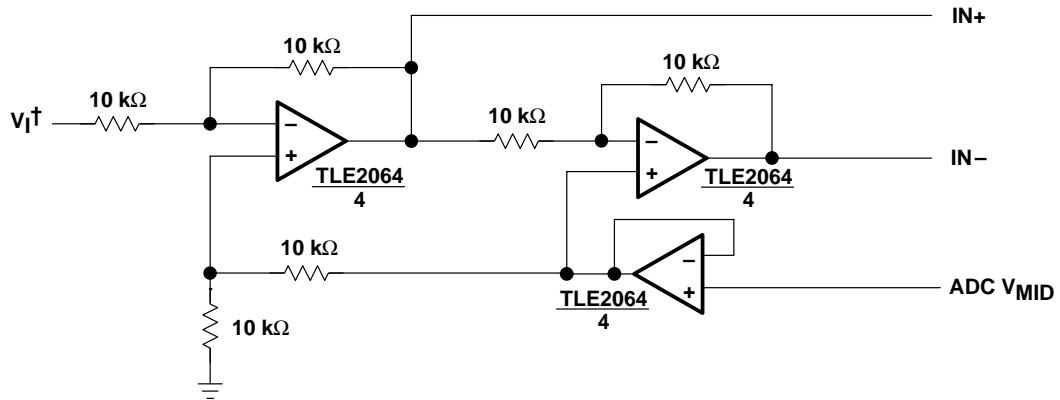 IN+
10 kΩ
10 kΩ
10 kΩ
10 kΩ
VI†
−
+
−
+
IN−
TLE2064
4
TLE2064
4
10 kΩ
−
+
TLE2064
4
ADC VMID
10 kΩ